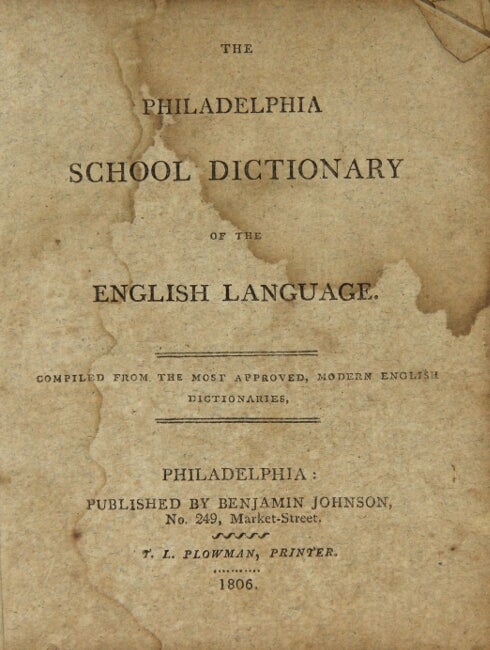 THE
PHILADELPHIA
SCHOOL DICTIONARY
OF THE
ENGLISH LANGUAGE.
COMPILED FROM THE MOST APPROVED, MODERN ENGLISH
DICTIONARIES,
PHILADELPHIA:
PUBLISHED BY BENJAMIN JOHNSON,
No. 249, Market-Street.
T. L. PLOWMAN, PRINTER.
1806.